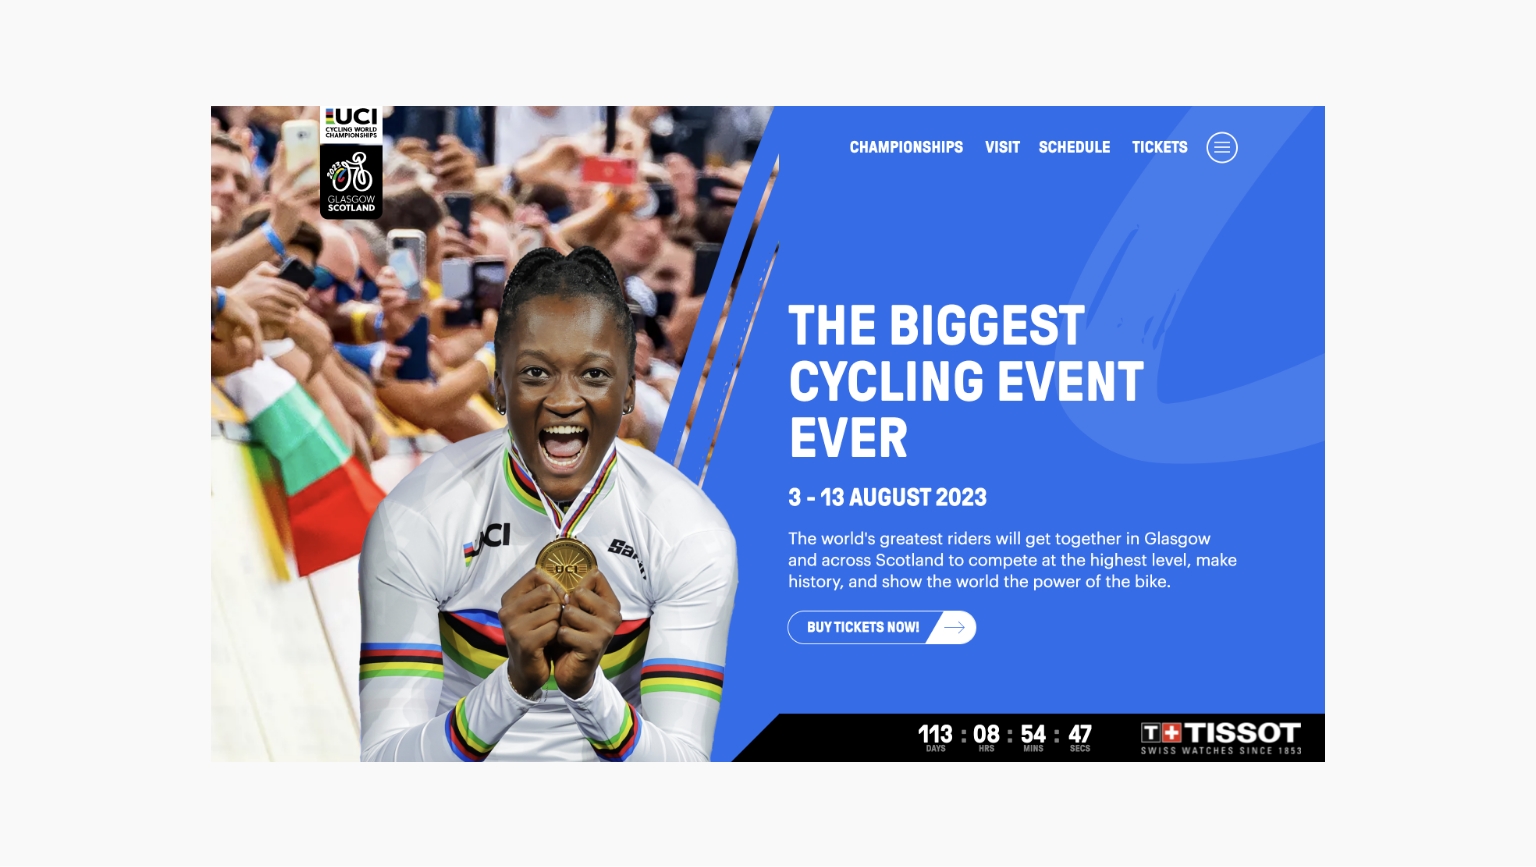 UCI
CYCLING WORLD
CHAMPIONSHIPS
2023
GLASGOW
SCOTLAND
CHAMPIONSHIPS VISIT SCHEDULE TICKETS
THE BIGGEST
CYCLING EVENT
EVER
3 - 13 AUGUST 2023
The world's greatest riders will get together in Glasgow
and across Scotland to compete at the highest level, make
history, and show the world the power of the bike.
BUY TICKETS NOW!
UCI
UCI
113 : 08 : 54 : 47
DAYS HRS MINS SECS
T+ TISSOT
SWISS WATCHES SINCE 1853